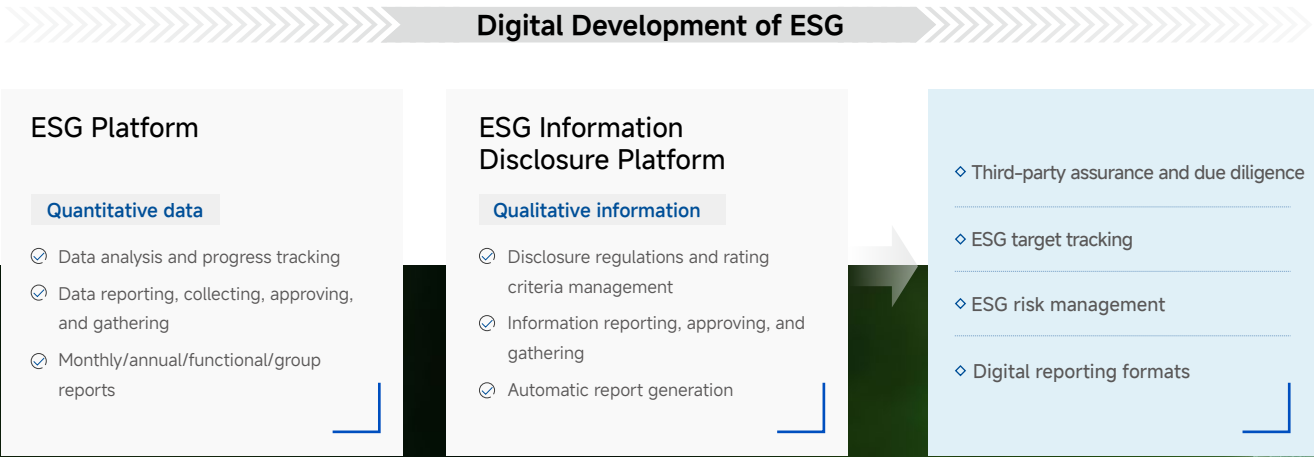 Digital Development of ESG
ESG Platform
Quantitative data
Data analysis and progress tracking
Data reporting, collecting, approving,
and gathering
Monthly/annual/functional/group
reports
ESG Information
Disclosure Platform
Qualitative information
Disclosure regulations and rating
criteria management
Information reporting, approving, and
gathering
Automatic report generation
Third-party assurance and due diligence
ESG target tracking
ESG risk management
Digital reporting formats